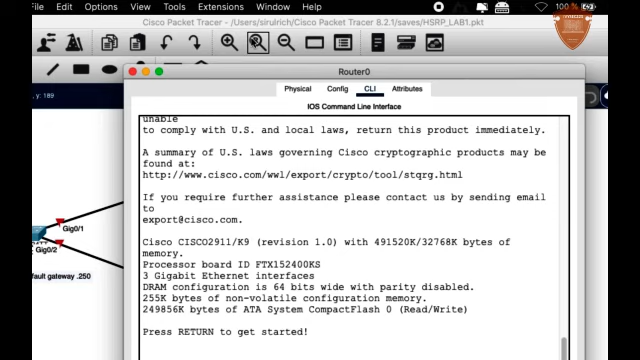 File Edit Options View Tools Extensions Window Help 100%
Cisco Packet Tracer - /Users/sirulrich/Cisco Packet Tracer 8.2.1/saves/HSRP_LAB1.pkt
y: 189
Router0
Physical Config CLI Attributes
IOS Command Line Interface
unable
to comply with U.S. and local laws, return this product immediately.
A summary of U.S. laws governing Cisco cryptographic products may be
found at:
http://www.cisco.com/wwl/export/crypto/tool/stqrg.html
If you require further assistance please contact us by sending email
to
export@cisco.com.
Cisco CISCO2911/K9 (revision 1.0) with 491520K/32768K bytes of
memory.
Processor board ID FTX152400KS
3 Gigabit Ethernet interfaces
DRAM configuration is 64 bits wide with parity disabled.
255K bytes of non-volatile configuration memory.
249856K bytes of ATA System CompactFlash 0 (Read/Write)
Press RETURN to get started!
Gig0/1
Gig0/2
fault gateway .250